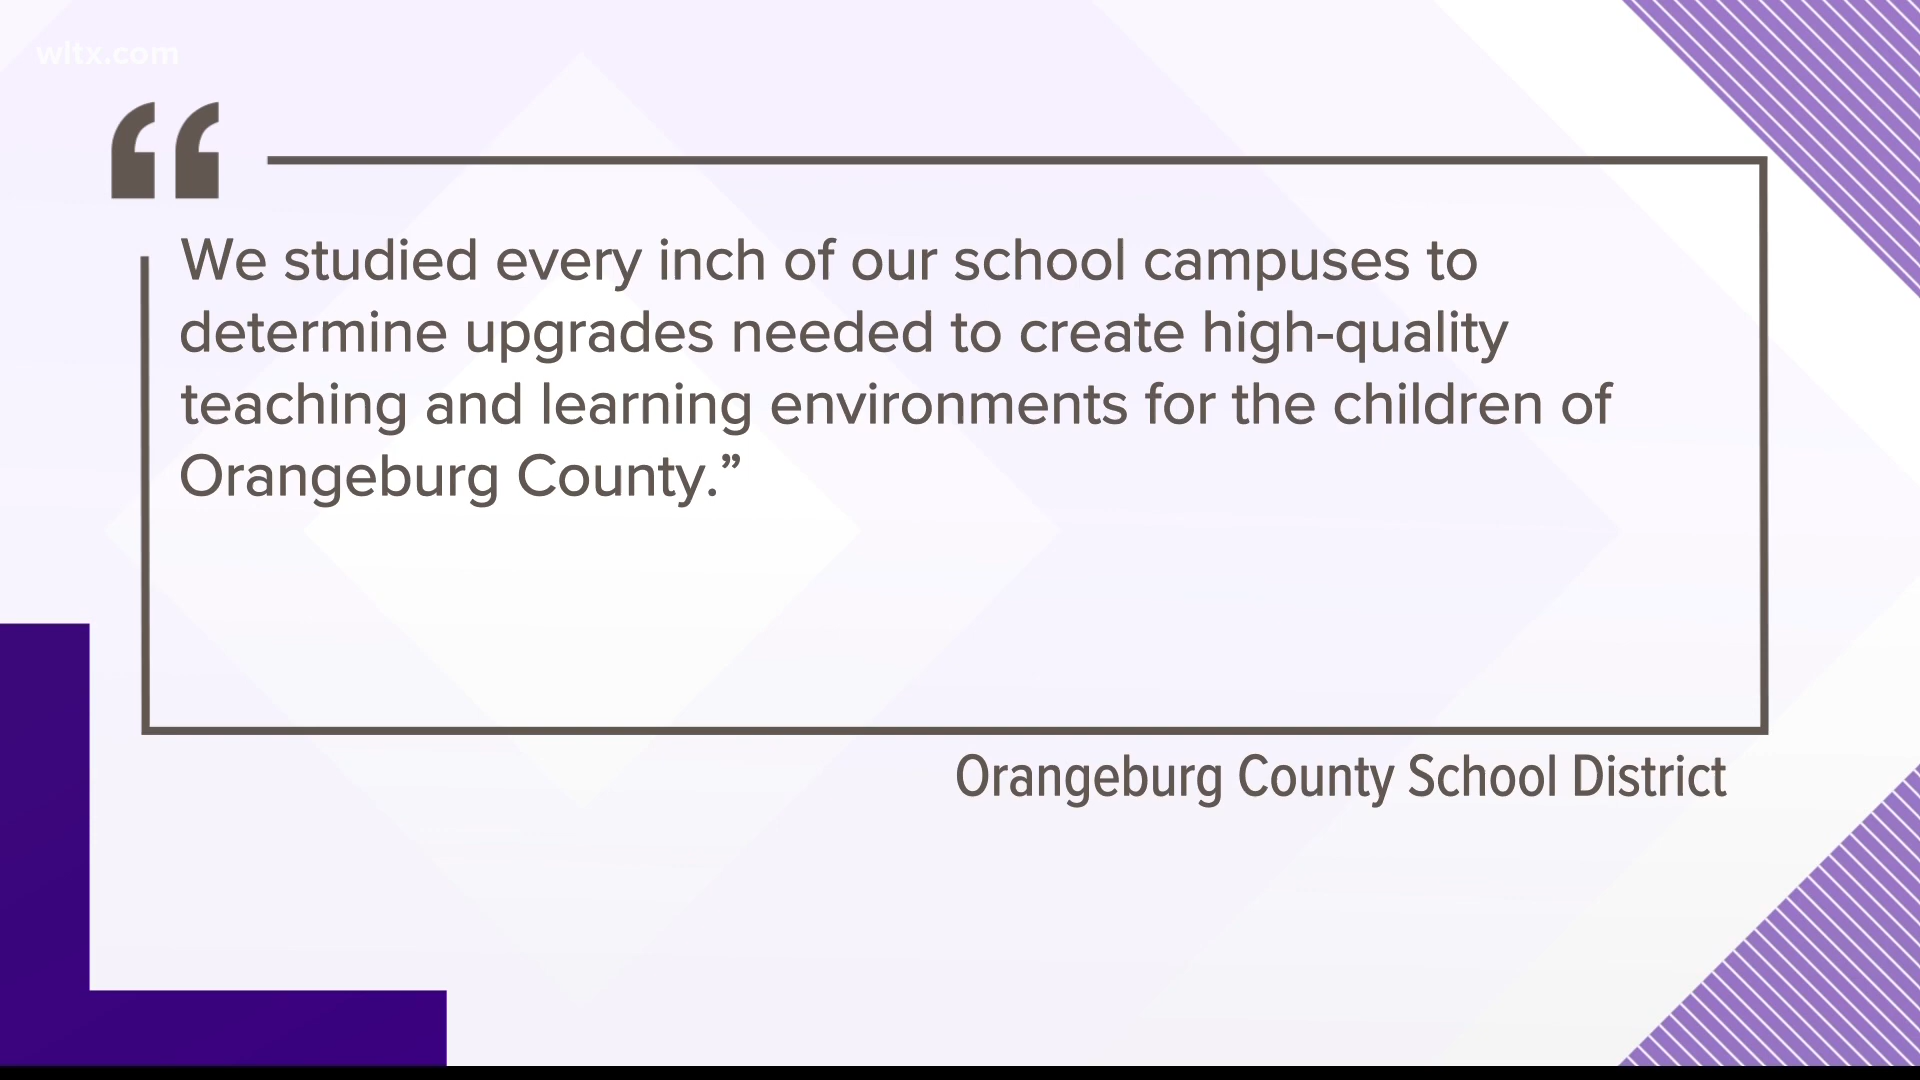 wltx.com
“
We studied every inch of our school campuses to
determine upgrades needed to create high-quality
teaching and learning environments for the children of
Orangeburg County.”
Orangeburg County School District